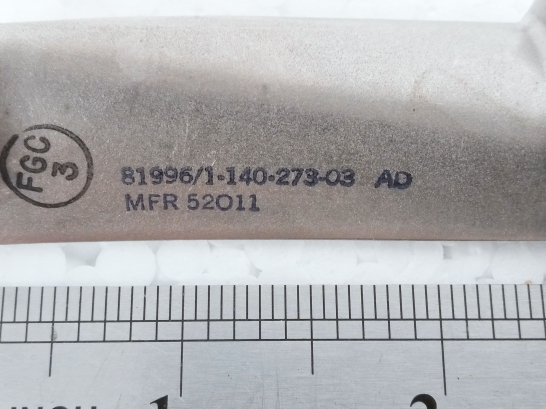 FGC
3
81996/1-140-273-03 AD
MFR 52011
INCH 1 2